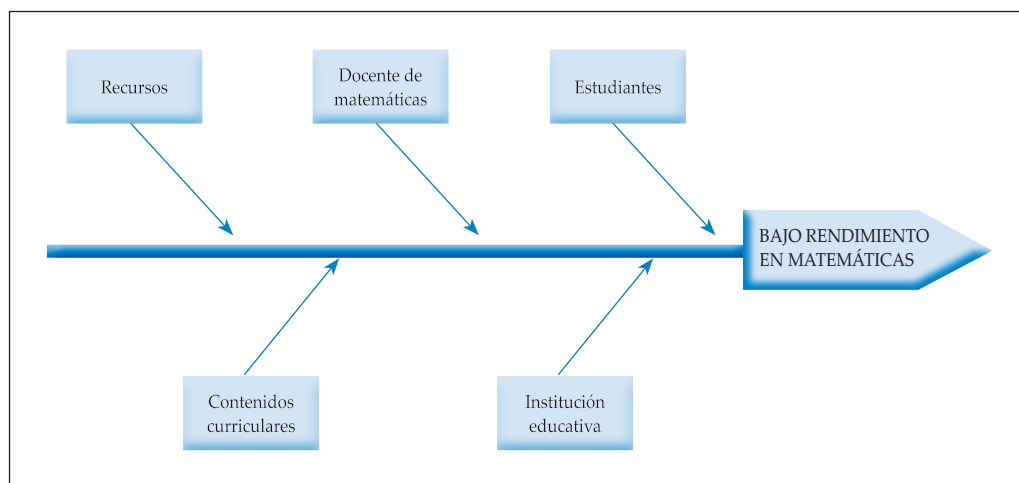 Recursos
Docente de
matemáticas
Estudiantes
BAJO RENDIMIENTO
EN MATEMÁTICAS
Contenidos
curriculares
Institución
educativa